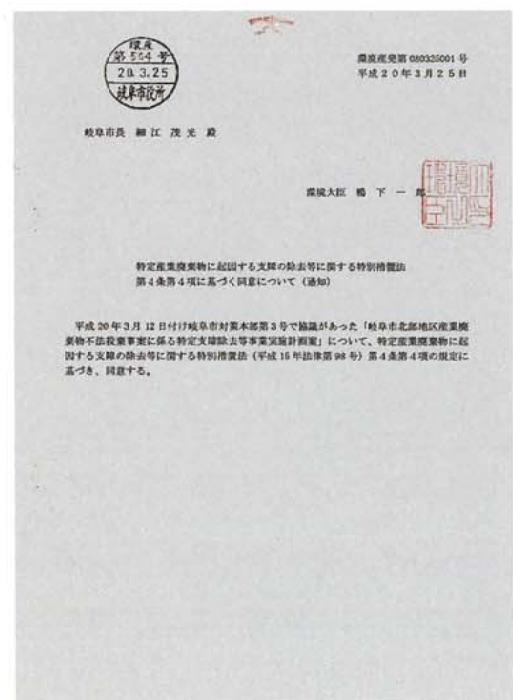 環産
第564号
20.3.25
岐阜市役所
環廃産発第080325001号
平成20年3月25日
岐阜市長 細江 茂光 殿
環境大臣 鴨下一郎
特定産業廃棄物に起因する支障の除去等に関する特別措置法
第4条第4項に基づく同意について（通知）
平成20年3月12日付け岐阜市対策本部第3号で協議があった「岐阜市北部地区産業廃
棄物不法投棄事案に係る特定支障除去等事業実施計画案」について、特定産業廃棄物に起
因する支障の除去等に関する特別措置法（平成15年法律第98号）第4条第4項の規定に
基づき、同意する。